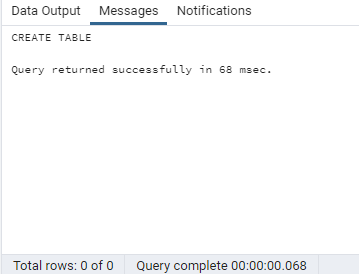 Data Output Messages Notifications
CREATE TABLE
Query returned successfully in 68 msec.
Total rows: 0 of 0 Query complete 00:00:00.068